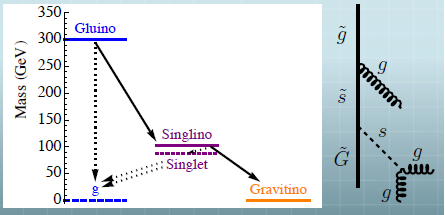 Mass (GeV)
350
300
250
200
150
100
50
0
Gluino
Singlino
Singlet
g
Gravitino
g̃
g
s̃
s
G̃
g
g